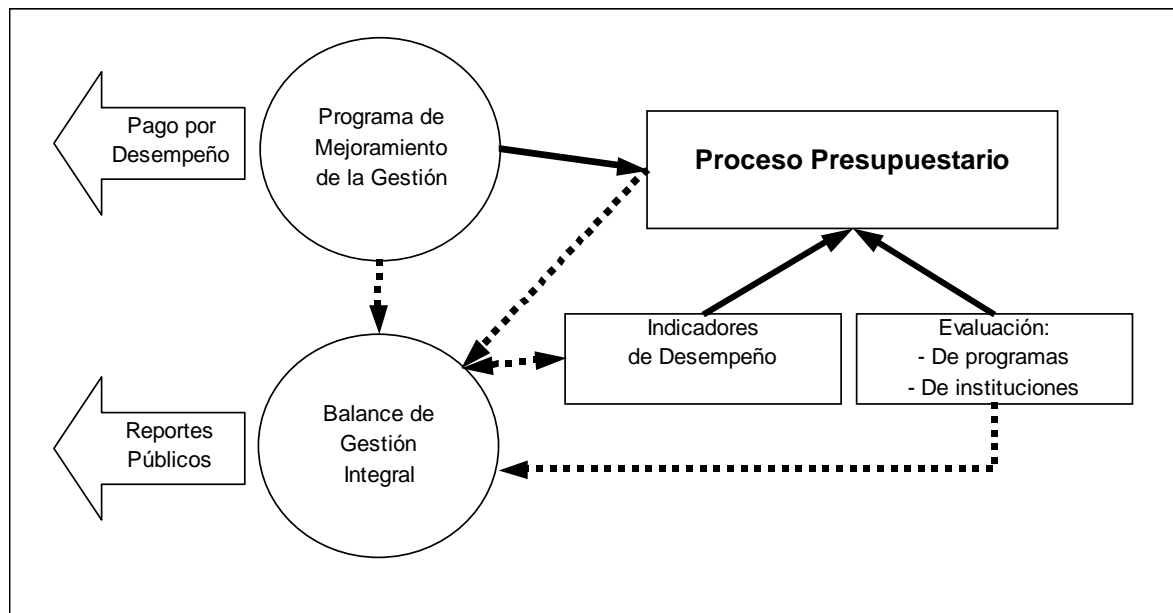 Pago por
Desempeño
Programa de
Mejoramiento
de la Gestión
Proceso Presupuestario
Indicadores
de Desempeño
Evaluación:
- De programas
- De instituciones
Reportes
Públicos
Balance de
Gestión
Integral